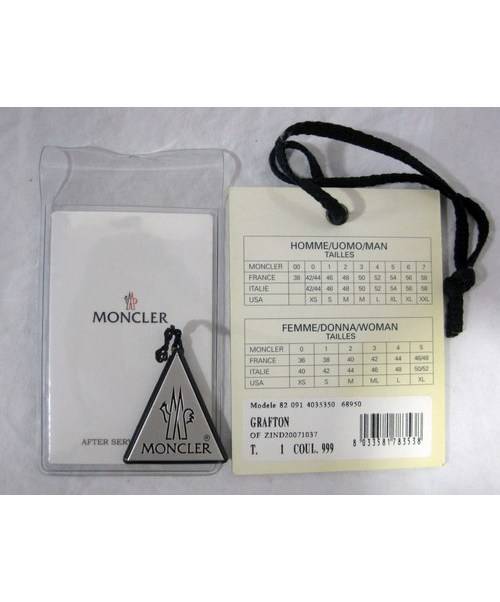 MONCLER
AFTER SER
MONCLER®
HOMME/UOMO/MAN
TAILLES
MONCLER 00 0 1 2 3 4 5 6 7
FRANCE 38 42/44 46 48 50 52 54 56 58
ITALIE 42/44 46 48 50 52 54 56 58
USA XS S M M L XL XL XXL
FEMME/DONNA/WOMAN
TAILLES
MONCLER 0 1 2 3 4 5
FRANCE 36 38 40 42 44 46/48
ITALIE 40 42 44 46 48 50/52
USA XS S M ML L XL
Modele 82 091 4035350 68950
GRAFTON
OF ZIND20071037
T. 1 COUL. 999
8 033581 783538